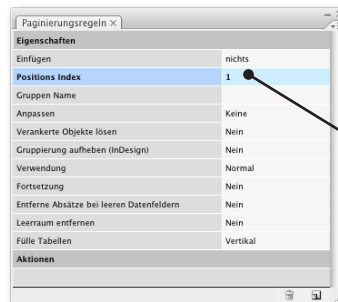 Paginierungsregeln ×
Eigenschaften
Einfügen nichts
Positions Index 1
Gruppen Name
Anpassen Keine
Verankerte Objekte lösen Nein
Gruppierung aufheben (InDesign) Nein
Verwendung Normal
Fortsetzung Nein
Entferne Absätze bei leeren Datenfeldern Nein
Leerraum entfernen Nein
Fülle Tabellen Vertikal
Aktionen